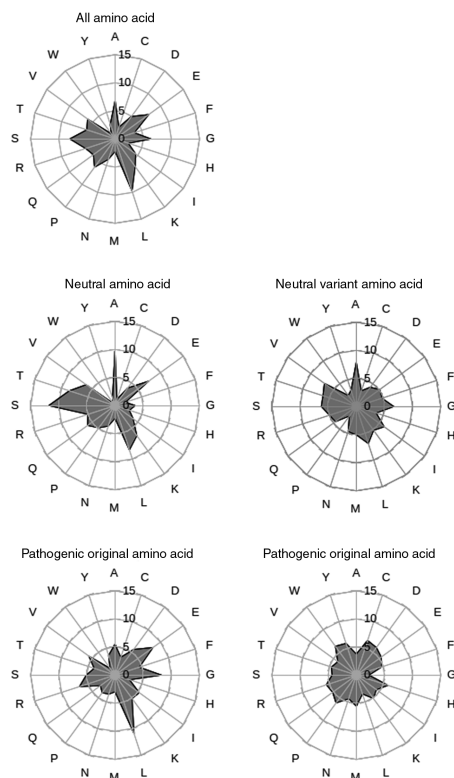 All amino acid
A
Y C
W 15 D
V 10 E
T 5 F
S 0 G
R H
Q I
P K
N M L
Neutral amino acid
A
Y C
W 15 D
V 10 E
T 5 F
S 0 G
R H
Q I
P K
N M L
Neutral variant amino acid
A
Y C
W 15 D
V 10 E
T 5 F
S 0 G
R H
Q I
P K
N M L
Pathogenic original amino acid
A
Y C
W 15 D
V 10 E
T 5 F
S 0 G
R H
Q I
P K
N M L
Pathogenic original amino acid
A
Y C
W 15 D
V 10 E
T 5 F
S 0 G
R H
Q I
P K
N M L